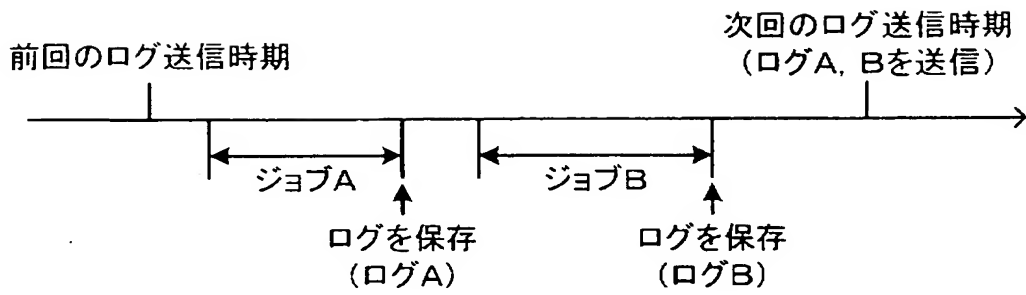 前回のログ送信時期
次回のログ送信時期
(ログA, Bを送信)
ジョブA
ジョブB
ログを保存
(ログA)
ログを保存
(ログB)